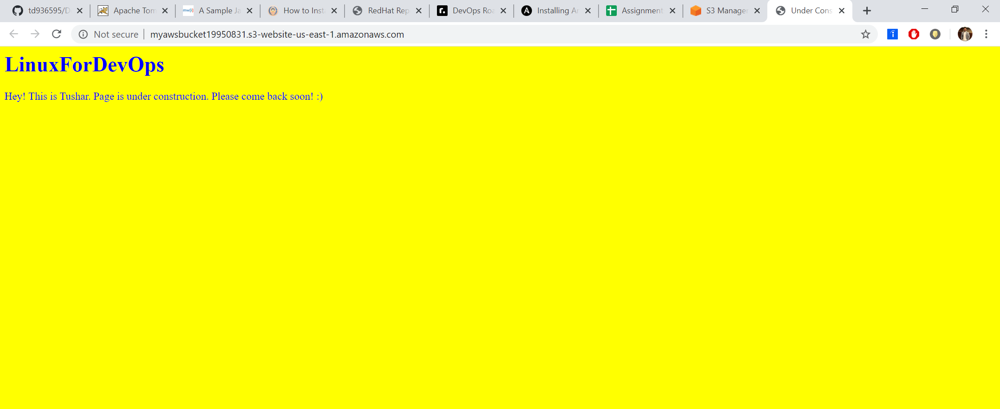 td936595/D
Apache Tom
mw[i] A Sample Ja
How to Inst
RedHat Rep
r. DevOps Roa
A Installing An
Assignment
S3 Manager
Under Cons
Not secure | myawsbucket19950831.s3-website-us-east-1.amazonaws.com
LinuxForDevOps
Hey! This is Tushar. Page is under construction. Please come back soon! :)